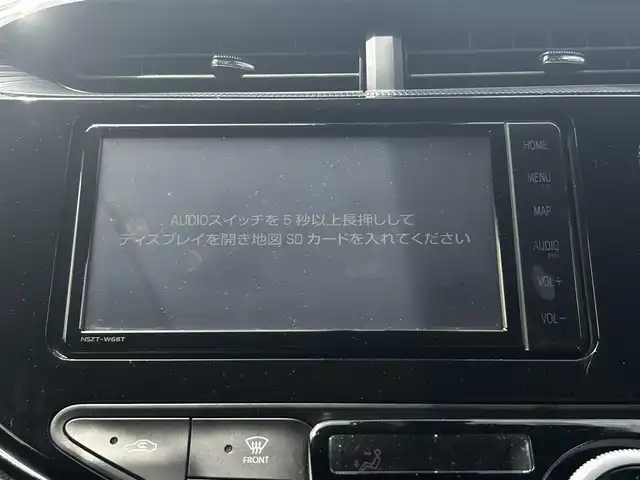 AUDIOスイッチを5秒以上長押しして
ディスプレイを開き地図SDカードを入れてください
HOME
MENU
MAP
AUDIO
VOL+
VOL-
NSZT-W68T
FRONT